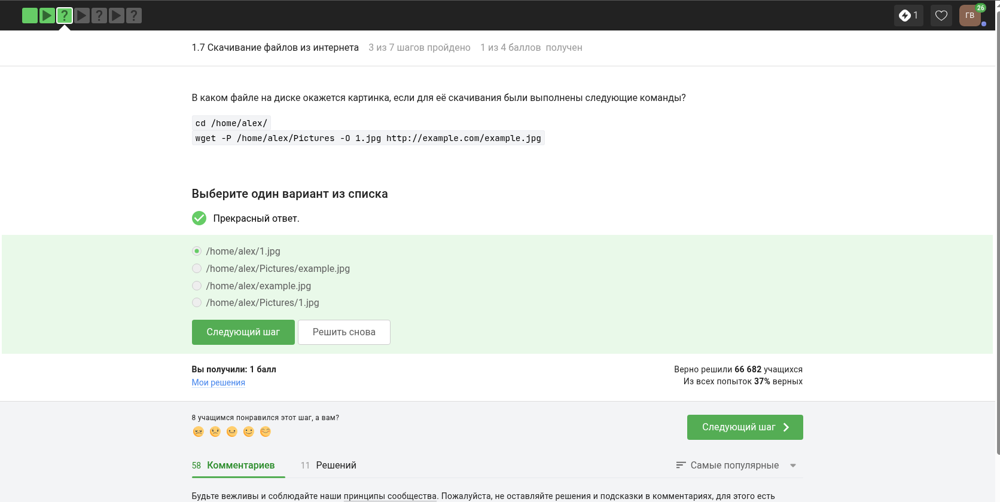 ? ? ?
1
ГВ
26
1.7 Скачивание файлов из интернета 3 из 7 шагов пройдено 1 из 4 баллов получен
В каком файле на диске окажется картинка, если для её скачивания были выполнены следующие команды?
cd /home/alex/
wget -P /home/alex/Pictures -O 1.jpg http://example.com/example.jpg
Выберите один вариант из списка
Прекрасный ответ.
/home/alex/1.jpg
/home/alex/Pictures/example.jpg
/home/alex/example.jpg
/home/alex/Pictures/1.jpg
Следующий шаг Решить снова
Вы получили: 1 балл
Мои решения
Верно решили 66 682 учащихся
Из всех попыток 37% верных
8 учащимся понравился этот шаг, а вам?
Следующий шаг
58 Комментариев 11 Решений Самые популярные
Будьте вежливы и соблюдайте наши принципы сообщества. Пожалуйста, не оставляйте решения и подсказки в комментариях, для этого есть